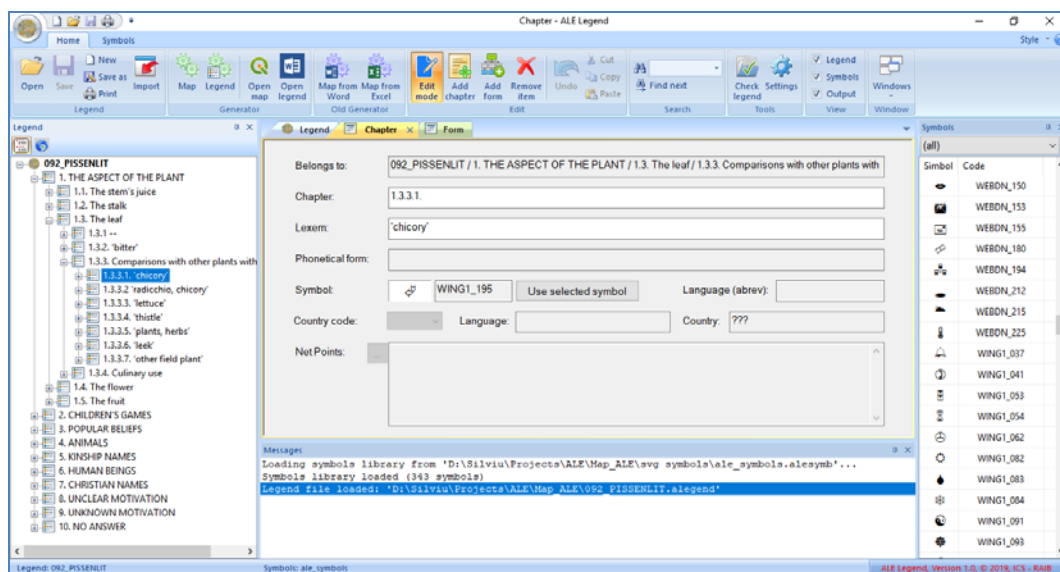 Chapter - ALE Legend
Home Symbols Style
Open Save New Save as Print Import Map Legend Open map Open legend Map from Word Map from Excel Edit mode Add chapter Add form Remove item Undo Cut Copy Paste Find next Check legend Settings Legend Symbols Output Windows
Legend Generator Old Generator Edit Search Tools View Window
Legend
092_PISSENLIT
1. THE ASPECT OF THE PLANT
1.1. The stem's juice
1.2. The stalk
1.3. The leaf
1.3.1 --
1.3.2. 'bitter'
1.3.3. Comparisons with other plants with
1.3.3.1. 'chicory'
1.3.3.2 'radicchio, chicory'
1.3.3.3. 'lettuce'
1.3.3.4. 'thistle'
1.3.3.5. 'plants, herbs'
1.3.3.6. 'leek'
1.3.3.7. 'other field plant'
1.3.4. Culinary use
1.4. The flower
1.5. The fruit
2. CHILDREN'S GAMES
3. POPULAR BELIEFS
4. ANIMALS
5. KINSHIP NAMES
6. HUMAN BEINGS
7. CHRISTIAN NAMES
8. UNCLEAR MOTIVATION
9. UNKNOWN MOTIVATION
10. NO ANSWER
Legend Chapter Form
Belongs to: 092_PISSENLIT / 1. THE ASPECT OF THE PLANT / 1.3. The leaf / 1.3.3. Comparisons with other plants with
Chapter: 1.3.3.1.
Lexem: 'chicory'
Phonetical form:
Symbol: WING1_195 Use selected symbol Language (abrev):
Country code: Language: Country: ???
Net Points: ...
Messages
Loading symbols library from 'D:\Silviu\Projects\ALE\Map_ALE\svg symbols\ale_symbols.alesymb'...
Symbols library loaded (343 symbols)
Legend file loaded: 'D:\Silviu\Projects\ALE\Map_ALE\092_PISSENLIT.alegend'
Symbols
(all)
Simbol Code
WEBDN_150
WEBDN_153
WEBDN_155
WEBDN_180
WEBDN_194
WEBDN_212
WEBDN_215
WEBDN_225
WING1_037
WING1_041
WING1_053
WING1_054
WING1_062
WING1_082
WING1_083
WING1_084
WING1_091
WING1_093
Legend: 092_PISSENLIT Symbols: ale_symbols ALE Legend, Version 1.0, © 2019, ICS - RAIB